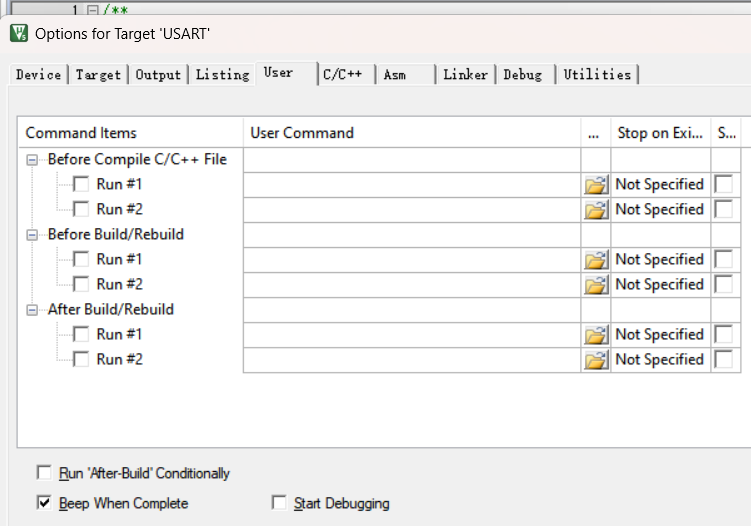 1 /**
Options for Target 'USART'
Device Target Output Listing User C/C++ Asm Linker Debug Utilities
Command Items User Command ... Stop on Exi... S...
Before Compile C/C++ File
Run #1 Not Specified
Run #2 Not Specified
Before Build/Rebuild
Run #1 Not Specified
Run #2 Not Specified
After Build/Rebuild
Run #1 Not Specified
Run #2 Not Specified
Run 'After-Build' Conditionally
Beep When Complete Start Debugging